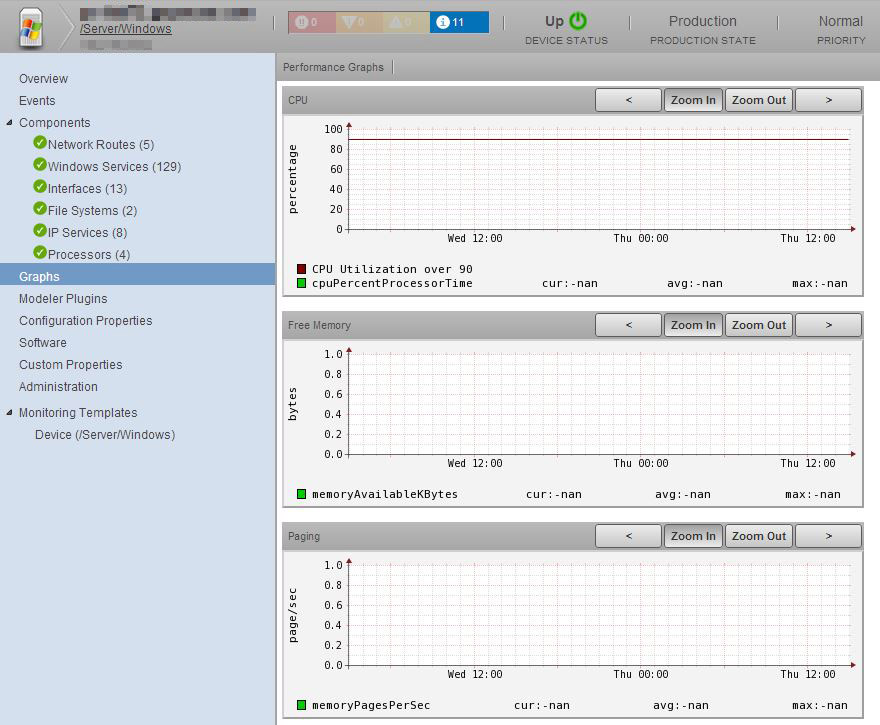 /Server/Windows
0 0 0 11
Up
DEVICE STATUS
Production
PRODUCTION STATE
Normal
PRIORITY
Overview
Events
Components
Network Routes (5)
Windows Services (129)
Interfaces (13)
File Systems (2)
IP Services (8)
Processors (4)
Graphs
Modeler Plugins
Configuration Properties
Software
Custom Properties
Administration
Monitoring Templates
Device (/Server/Windows)
Performance Graphs
CPU < Zoom In Zoom Out >
percentage
100
80
60
40
20
0
Wed 12:00 Thu 00:00 Thu 12:00
CPU Utilization over 90
cpuPercentProcessorTime cur:-nan avg:-nan max:-nan
Free Memory < Zoom In Zoom Out >
bytes
1.0
0.8
0.6
0.4
0.2
0.0
Wed 12:00 Thu 00:00 Thu 12:00
memoryAvailableKBytes cur:-nan avg:-nan max:-nan
Paging < Zoom In Zoom Out >
page/sec
1.0
0.8
0.6
0.4
0.2
0.0
Wed 12:00 Thu 00:00 Thu 12:00
memoryPagesPerSec cur:-nan avg:-nan max:-nan